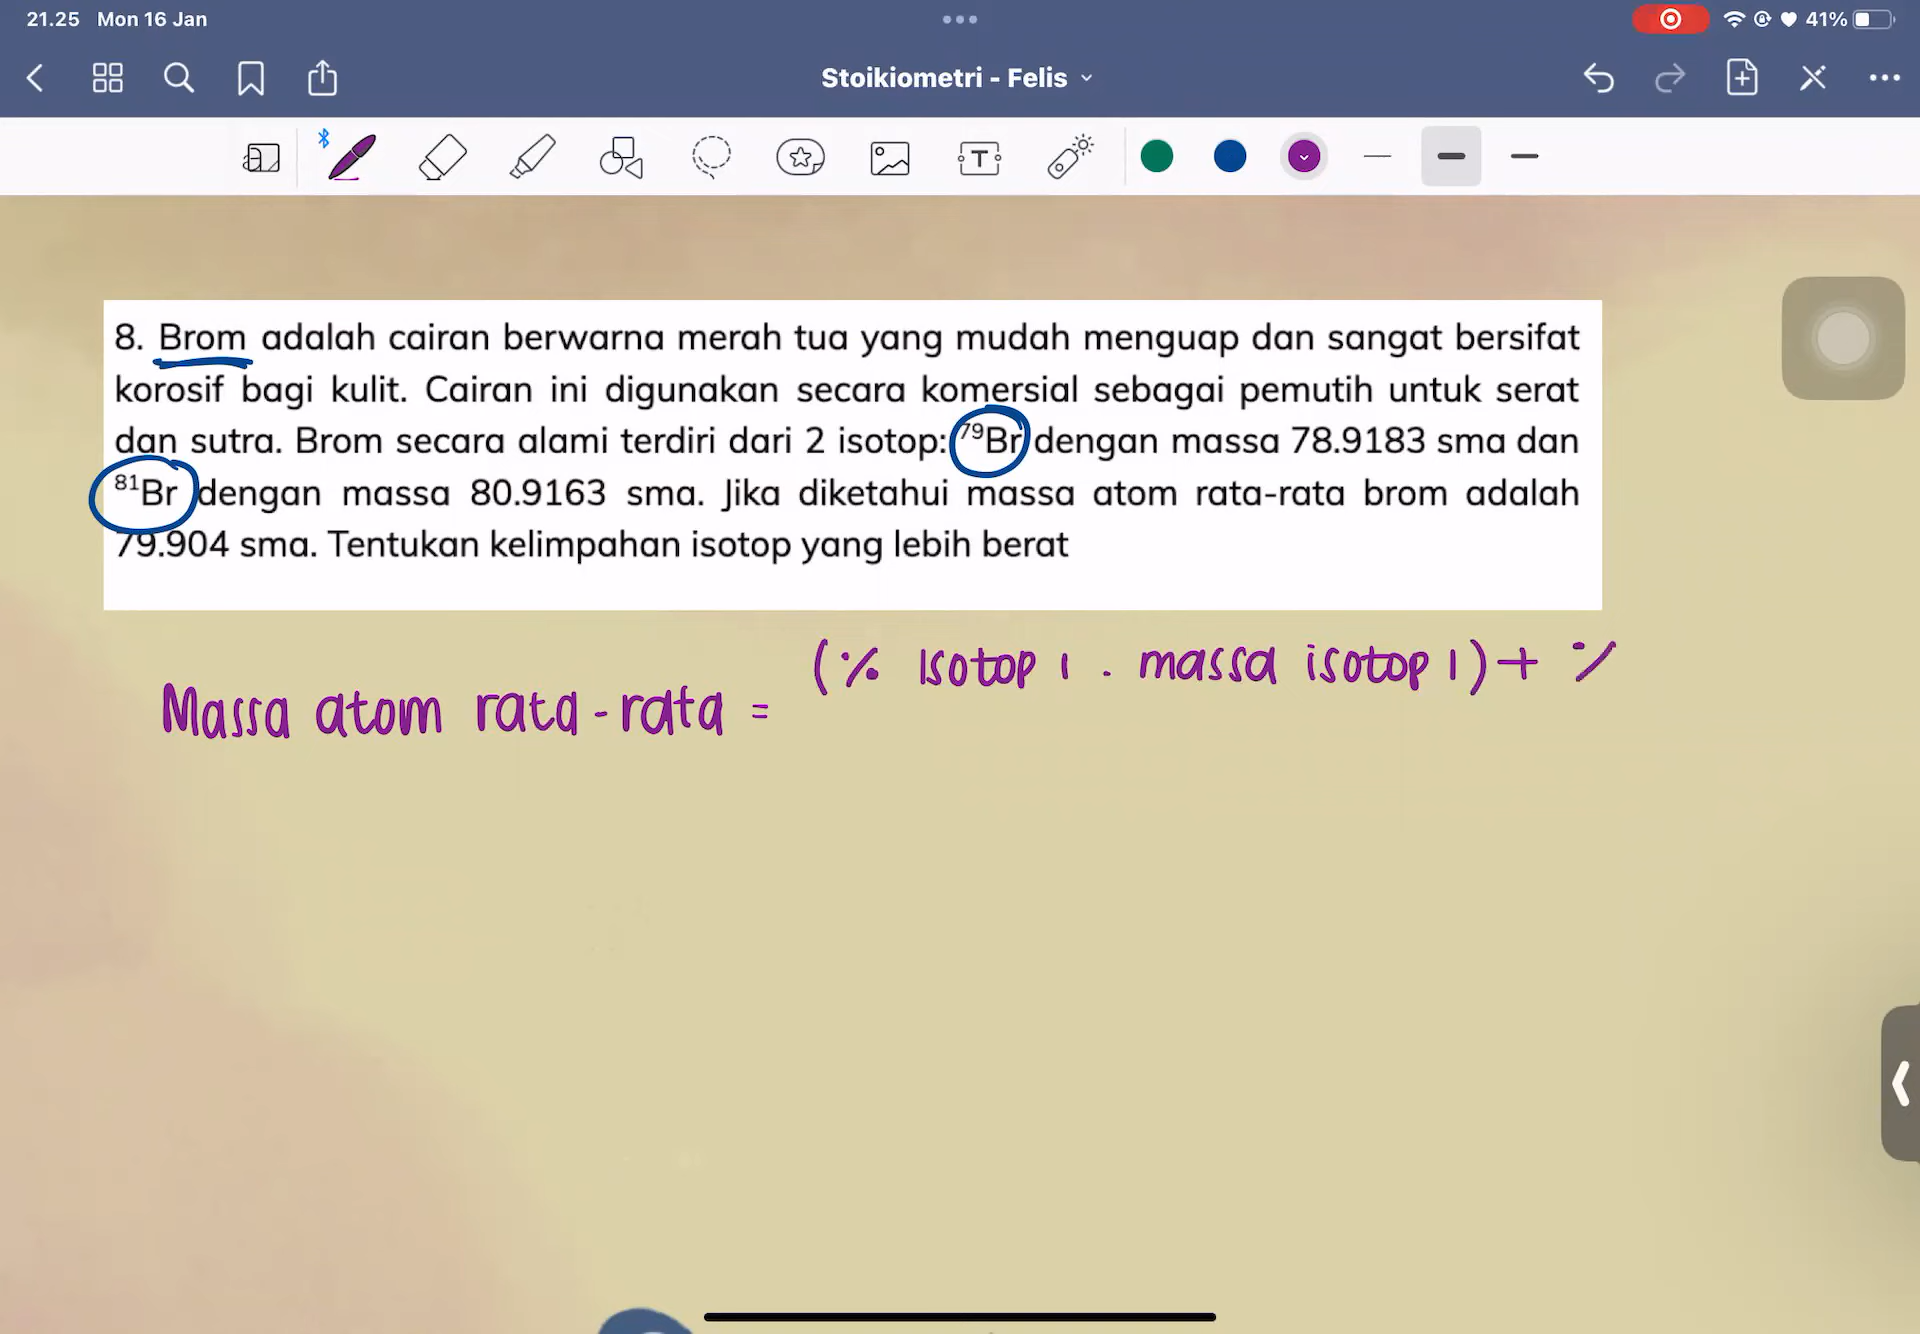 21.25 Mon 16 Jan
41%
Stoikiometri - Felis
8. Brom adalah cairan berwarna merah tua yang mudah menguap dan sangat bersifat
korosif bagi kulit. Cairan ini digunakan secara komersial sebagai pemutih untuk serat
dan sutra. Brom secara alami terdiri dari 2 isotop: ⁷⁹Br dengan massa 78.9183 sma dan
⁸¹Br dengan massa 80.9163 sma. Jika diketahui massa atom rata-rata brom adalah
79.904 sma. Tentukan kelimpahan isotop yang lebih berat
(% Isotop 1 . massa isotop 1) + %
Massa atom rata-rata =